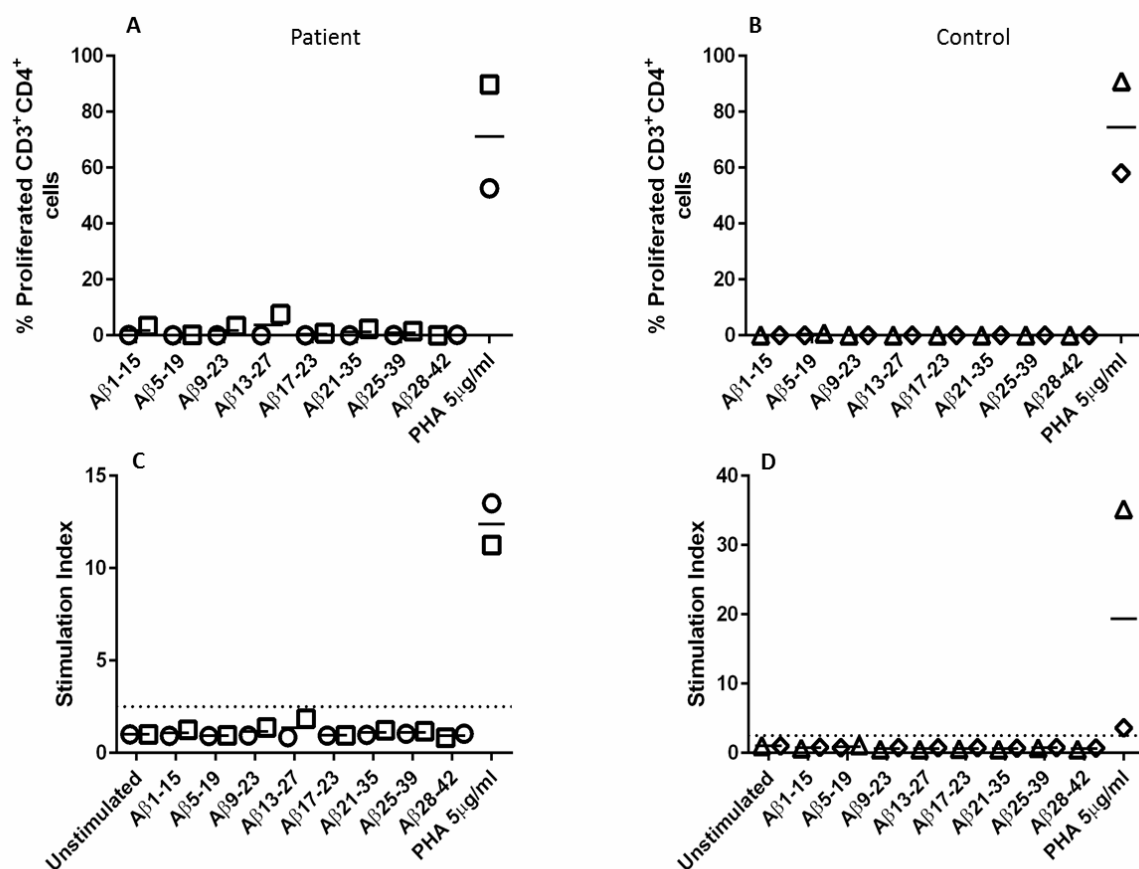 A
Patient
% Proliferated CD3+CD4+
cells
100
80
60
40
20
0
Aβ1-15
Aβ5-19
Aβ9-23
Aβ13-27
Aβ17-23
Aβ21-35
Aβ25-39
Aβ28-42
PHA 5μg/ml
B
Control
% Proliferated CD3+CD4+
cells
100
80
60
40
20
0
Aβ1-15
Aβ5-19
Aβ9-23
Aβ13-27
Aβ17-23
Aβ21-35
Aβ25-39
Aβ28-42
PHA 5μg/ml
C
Stimulation Index
15
10
5
0
Unstimulated
Aβ1-15
Aβ5-19
Aβ9-23
Aβ13-27
Aβ17-23
Aβ21-35
Aβ25-39
Aβ28-42
PHA 5μg/ml
D
Stimulation Index
40
30
20
10
0
Unstimulated
Aβ1-15
Aβ5-19
Aβ9-23
Aβ13-27
Aβ17-23
Aβ21-35
Aβ25-39
Aβ28-42
PHA 5μg/ml